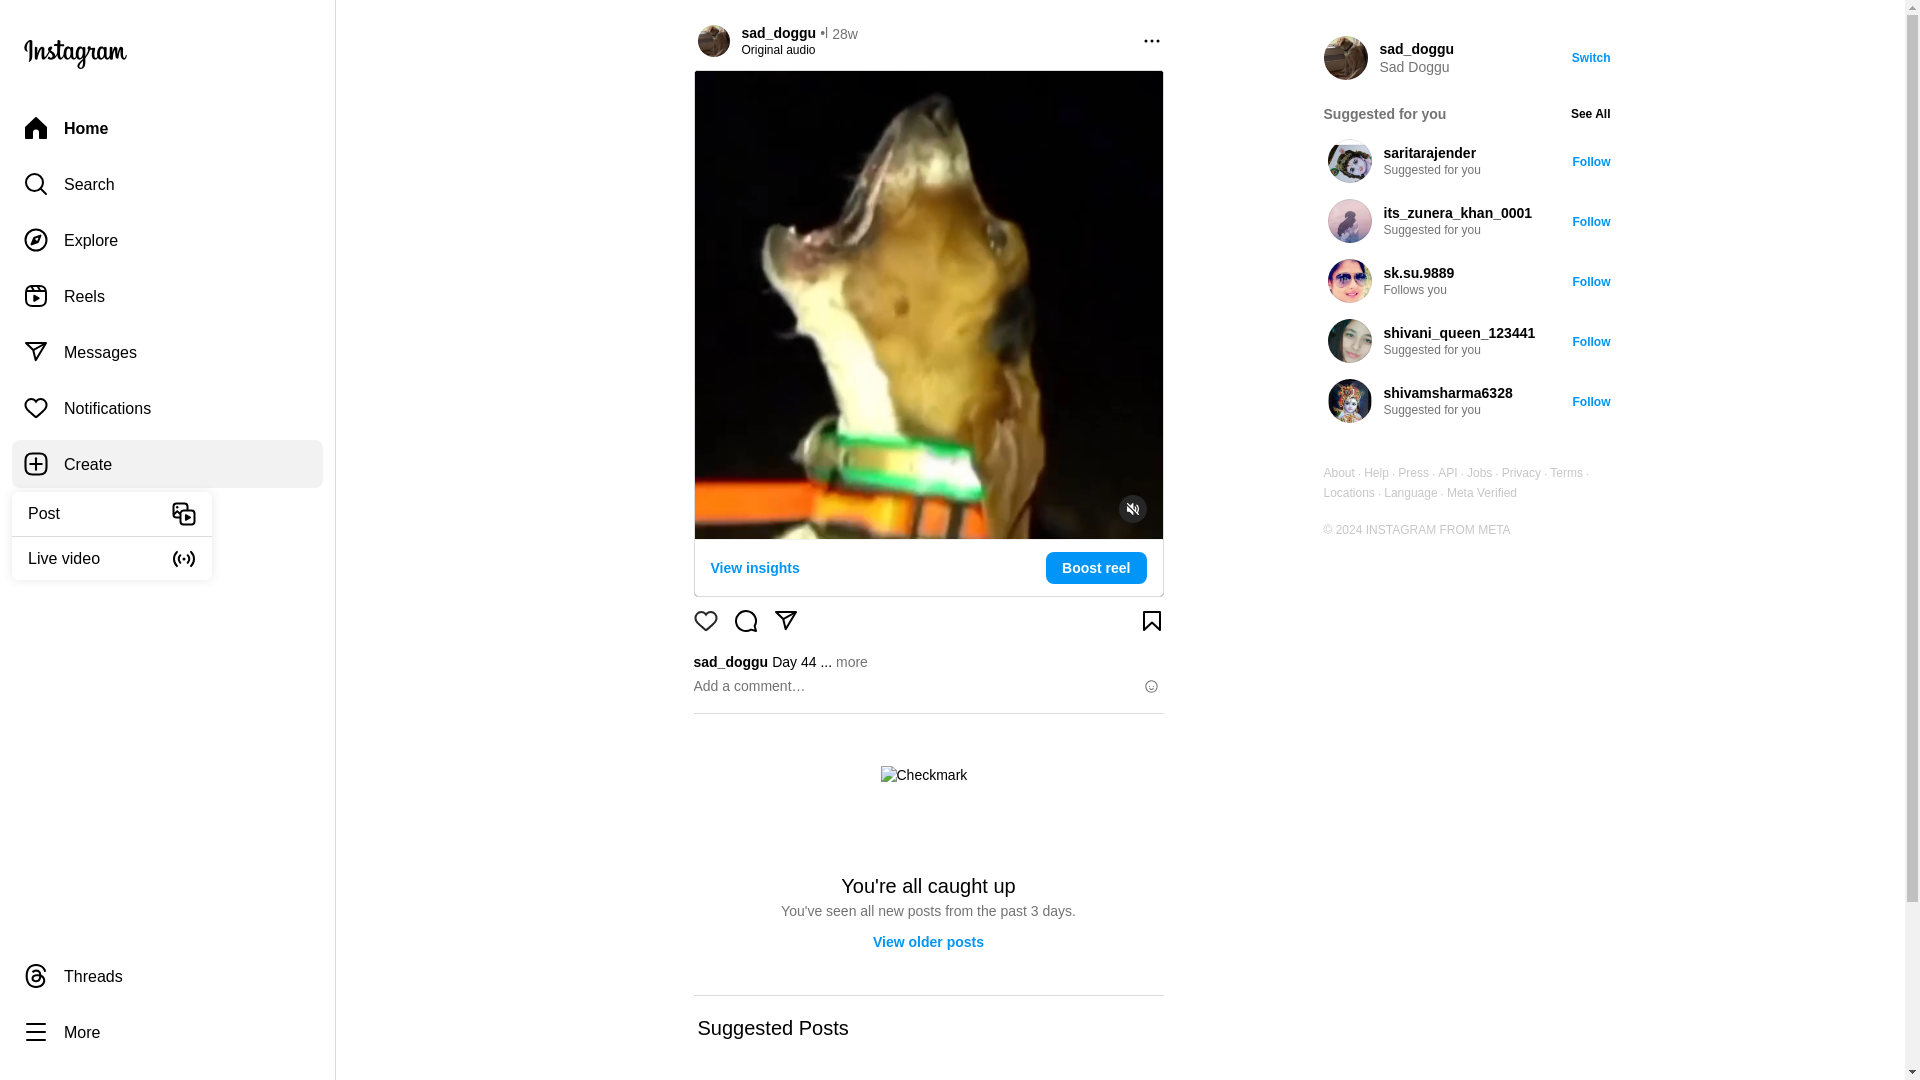 Instagram
Home
Search
Explore
Reels
Messages
Notifications
Create
Post
Live video
Threads
More
sad_doggu •l 28w
Original audio
View insights
Boost reel
sad_doggu Day 44 ... more
Add a comment…
Checkmark
You're all caught up
You've seen all new posts from the past 3 days.
View older posts
Suggested Posts
sad_doggu
Sad Doggu
Switch
Suggested for you
See All
saritarajender
Suggested for you
Follow
its_zunera_khan_0001
Suggested for you
Follow
sk.su.9889
Follows you
Follow
shivani_queen_123441
Suggested for you
Follow
shivamsharma6328
Suggested for you
Follow
About · Help · Press · API · Jobs · Privacy · Terms ·
Locations · Language · Meta Verified
© 2024 INSTAGRAM FROM META